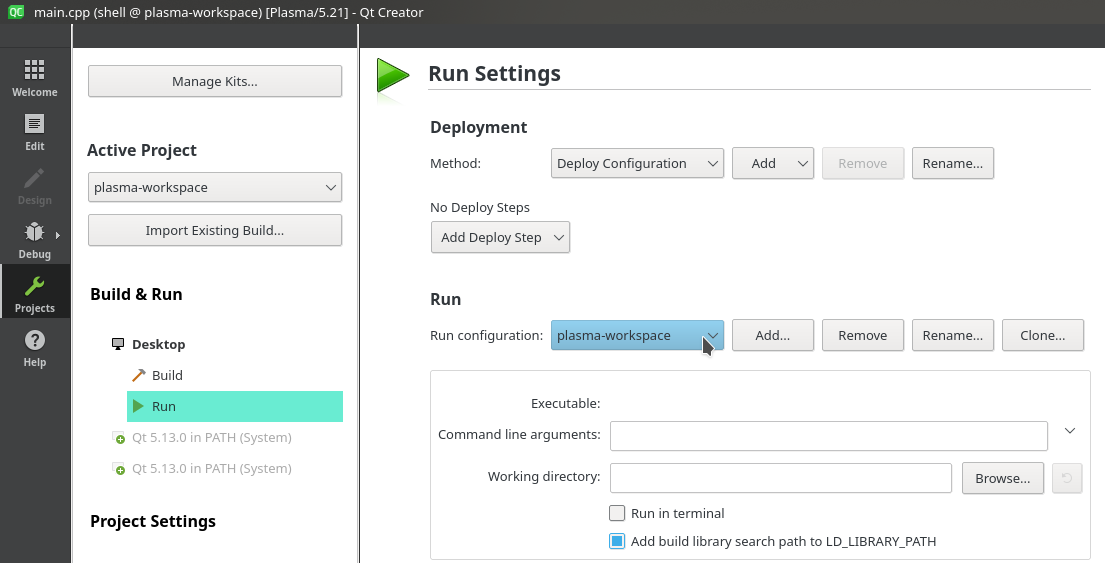 QC main.cpp (shell @ plasma-workspace) [Plasma/5.21] - Qt Creator
Welcome
Edit
Design
Debug
Projects
Help
Manage Kits...
Active Project
plasma-workspace
Import Existing Build...
Build & Run
Desktop
Build
Run
Qt 5.13.0 in PATH (System)
Qt 5.13.0 in PATH (System)
Project Settings
Run Settings
Deployment
Method: Deploy Configuration Add Remove Rename...
No Deploy Steps
Add Deploy Step
Run
Run configuration: plasma-workspace Add... Remove Rename... Clone...
Executable:
Command line arguments:
Working directory: Browse...
Run in terminal
Add build library search path to LD_LIBRARY_PATH